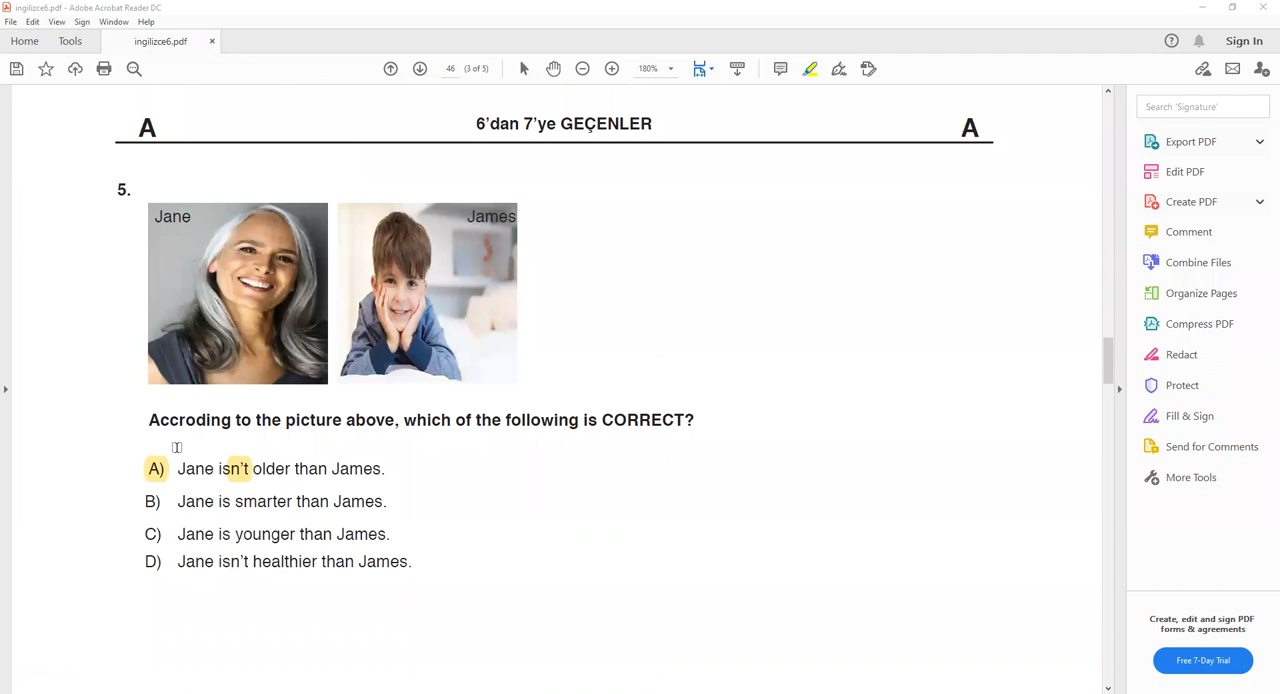 ingilizce6.pdf - Adobe Acrobat Reader DC
File Edit View Sign Window Help
Home Tools ingilizce6.pdf × Sign In
46 (3 of 5) 180%
Search 'Signature'
A 6'dan 7'ye GEÇENLER A
Export PDF
Edit PDF
5.
Create PDF
Jane James
Comment
Combine Files
Organize Pages
Compress PDF
Redact
Protect
Accroding to the picture above, which of the following is CORRECT?
Fill & Sign
Send for Comments
A) Jane isn't older than James.
More Tools
B) Jane is smarter than James.
C) Jane is younger than James.
D) Jane isn't healthier than James.
Create, edit and sign PDF
forms & agreements
Free 7-Day Trial